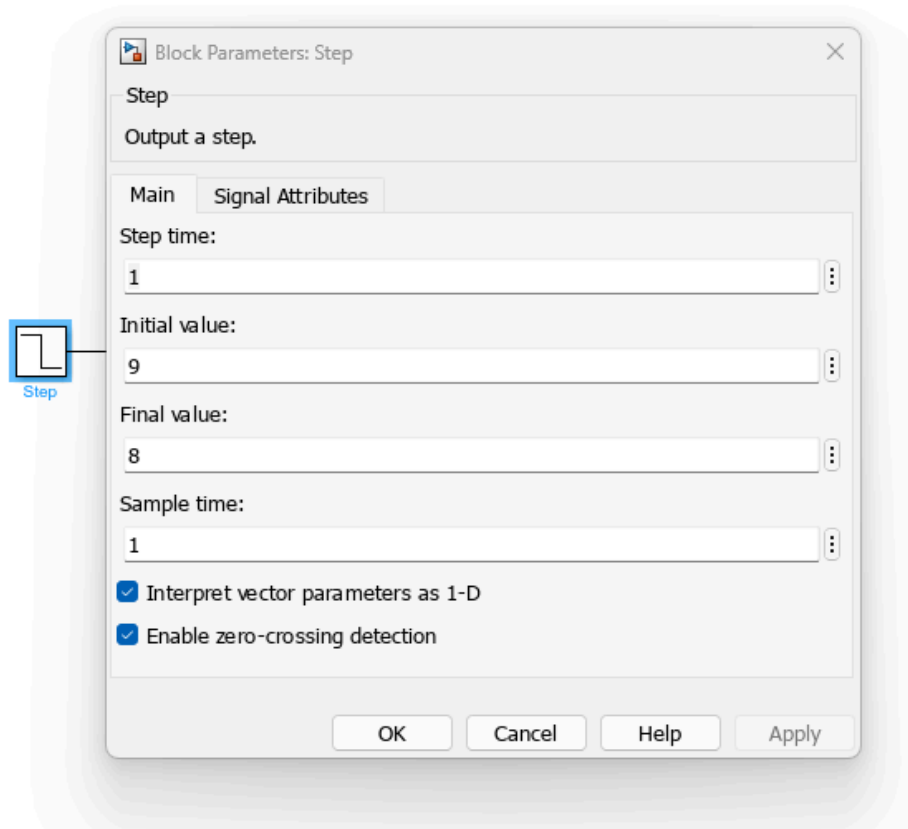 Block Parameters: Step
Step
Output a step.
Main Signal Attributes
Step time:
1
Initial value:
9
Final value:
8
Sample time:
1
Interpret vector parameters as 1-D
Enable zero-crossing detection
OK Cancel Help Apply
Step